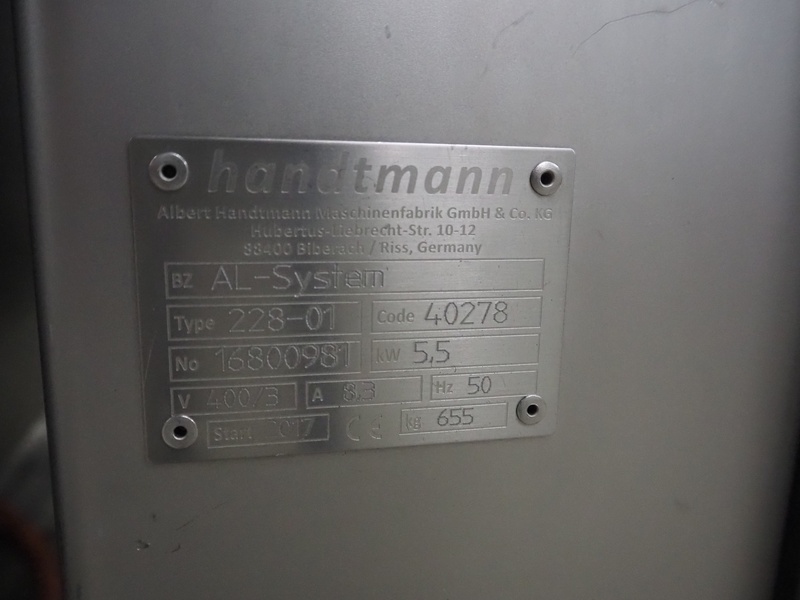 handtmann
Albert Handtmann Maschinenfabrik GmbH & Co. KG
Hubertus-Liebrecht-Str. 10-12
88400 Biberach / Riss, Germany
BZ AL-System
Type 228-01 Code 40278
No 16800981 kW 5,5
V 400/3 A 8,3 Hz 50
Start 2017 CE kg 655